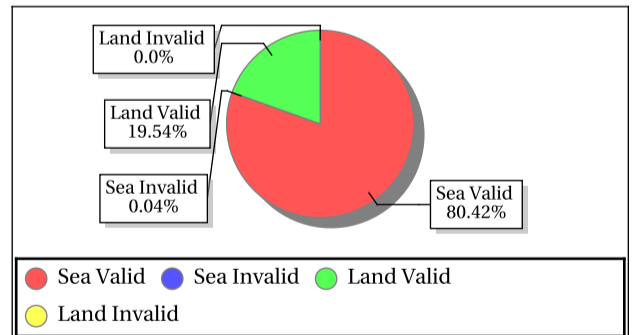 Land Invalid
0.0%
Land Valid
19.54%
Sea Invalid
0.04%
Sea Valid
80.42%
Sea Valid Sea Invalid Land Valid
Land Invalid